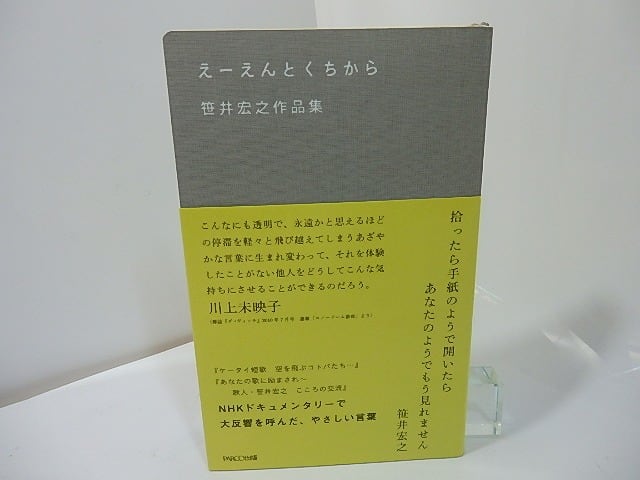 えーえんとくちから
笹井宏之作品集
拾ったら手紙のようで開いたら
あなたのようでもう見れません
笹井宏之
こんなにも透明で、永遠かと思えるほど
の停滞を軽々と飛び越えてしまうあざや
かな言葉に生まれ変わって、それを体験
したことがない他人をどうしてこんな気
持ちにさせることができるのだろう。
川上未映子
『ケータイ短歌 空を飛ぶコトバたち…』
『あなたの歌に励まされ〜
歌人・笹井宏之 こころの交流』
NHKドキュメンタリーで
大反響を呼んだ、やさしい言葉
PARCO出版